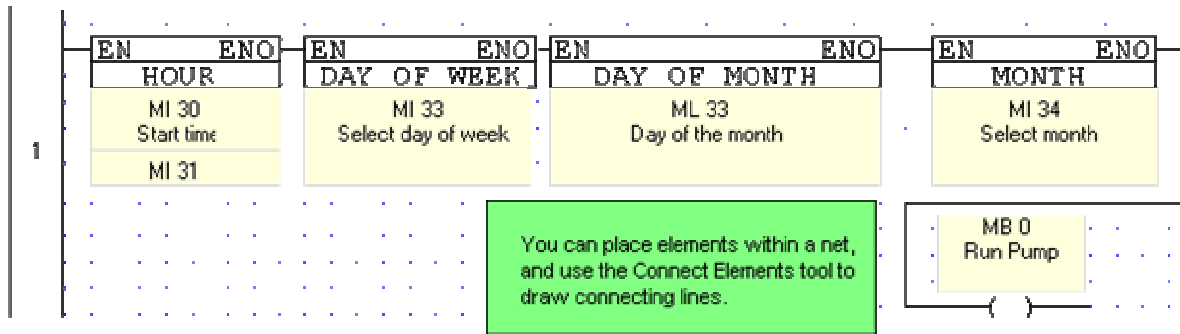 EN ENO EN ENO EN ENO EN ENO
HOUR DAY OF WEEK DAY OF MONTH MONTH
MI 30 MI 33 ML 33 MI 34
Start time Select day of week Day of the month Select month
1
MI 31
MB 0
Run Pump
You can place elements within a net,
and use the Connect Elements tool to
draw connecting lines.